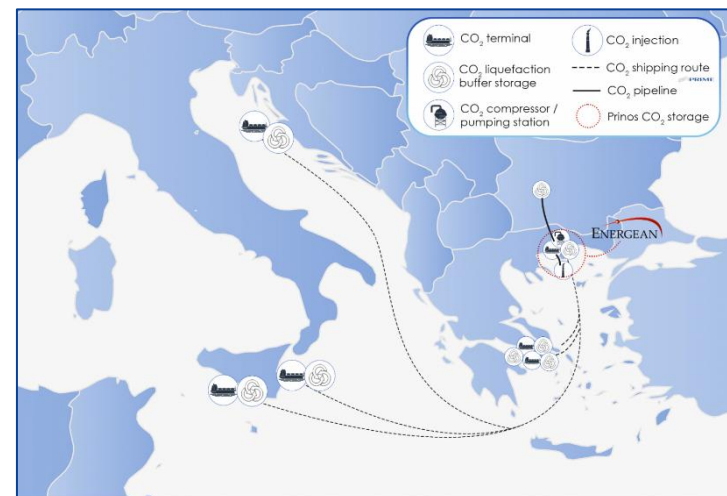 CO₂ terminal
CO₂ liquefaction
buffer storage
CO₂ compressor /
pumping station
CO₂ injection
CO₂ shipping route
PRIME
CO₂ pipeline
Prinos CO₂ storage
ENERGEAN